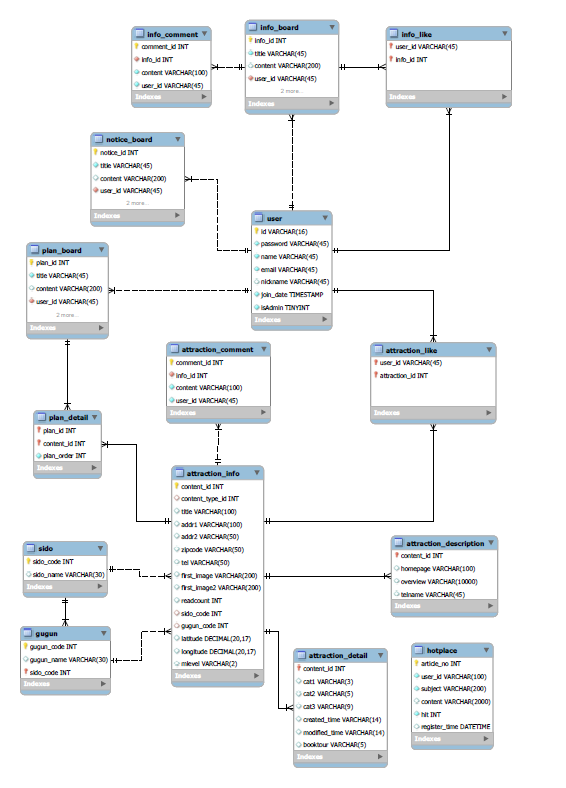 info_comment
comment_id INT
info_id INT
content VARCHAR(100)
user_id VARCHAR(45)
Indexes
info_board
info_id INT
title VARCHAR(45)
content VARCHAR(200)
user_id VARCHAR(45)
2 more...
Indexes
info_like
user_id VARCHAR(45)
info_id INT
Indexes
notice_board
notice_id INT
title VARCHAR(45)
content VARCHAR(200)
user_id VARCHAR(45)
2 more...
Indexes
user
id VARCHAR(16)
password VARCHAR(45)
name VARCHAR(45)
email VARCHAR(45)
nickname VARCHAR(45)
join_date TIMESTAMP
isAdmin TINYINT
Indexes
plan_board
plan_id INT
title VARCHAR(45)
content VARCHAR(200)
user_id VARCHAR(45)
2 more...
Indexes
attraction_comment
comment_id INT
info_id INT
content VARCHAR(100)
user_id VARCHAR(45)
Indexes
attraction_like
user_id VARCHAR(45)
attraction_id INT
Indexes
plan_detail
plan_id INT
content_id INT
plan_order INT
Indexes
attraction_info
content_id INT
content_type_id INT
title VARCHAR(100)
addr1 VARCHAR(100)
addr2 VARCHAR(50)
zipcode VARCHAR(50)
tel VARCHAR(50)
first_image VARCHAR(200)
first_image2 VARCHAR(200)
readcount INT
sido_code INT
gugun_code INT
latitude DECIMAL(20,17)
longitude DECIMAL(20,17)
mlevel VARCHAR(2)
Indexes
sido
sido_code INT
sido_name VARCHAR(30)
Indexes
attraction_description
content_id INT
homepage VARCHAR(100)
overview VARCHAR(10000)
telname VARCHAR(45)
Indexes
gugun
gugun_code INT
gugun_name VARCHAR(30)
sido_code INT
Indexes
attraction_detail
content_id INT
cat1 VARCHAR(3)
cat2 VARCHAR(5)
cat3 VARCHAR(9)
created_time VARCHAR(14)
modified_time VARCHAR(14)
booktour VARCHAR(5)
Indexes
hotplace
article_no INT
user_id VARCHAR(100)
subject VARCHAR(200)
content VARCHAR(2000)
hit INT
register_time DATETIME
Indexes